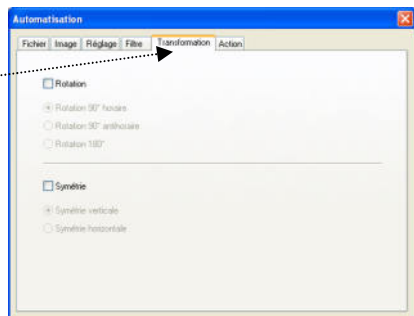 Automatisation
Fichier Image Réglage Filtre Transformation Action
Rotation
Rotation 90° horaire
Rotation 90° antihoraire
Rotation 180°
Symétrie
Symétrie verticale
Symétrie horizontale